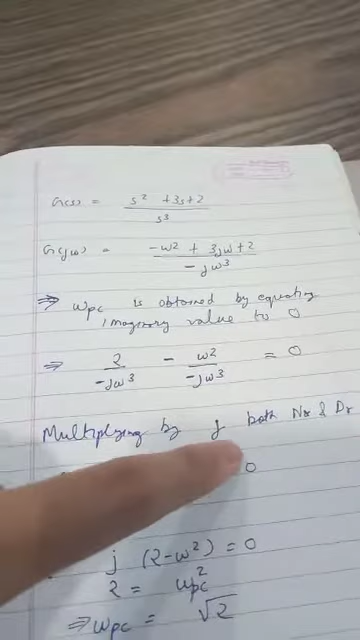 G(s) = s² + 3s + 2 / s³
G(jω) = -ω² + 3jω + 2 / -jω³
⇒ ωpc is obtained by equating
imaginary value to 0
⇒ 2 / -jω³ - ω² / -jω³ = 0
Multiplying by j both Nr & Dr
0
j (2-ω²) = 0
2 = ωpc²
⇒ ωpc = √2